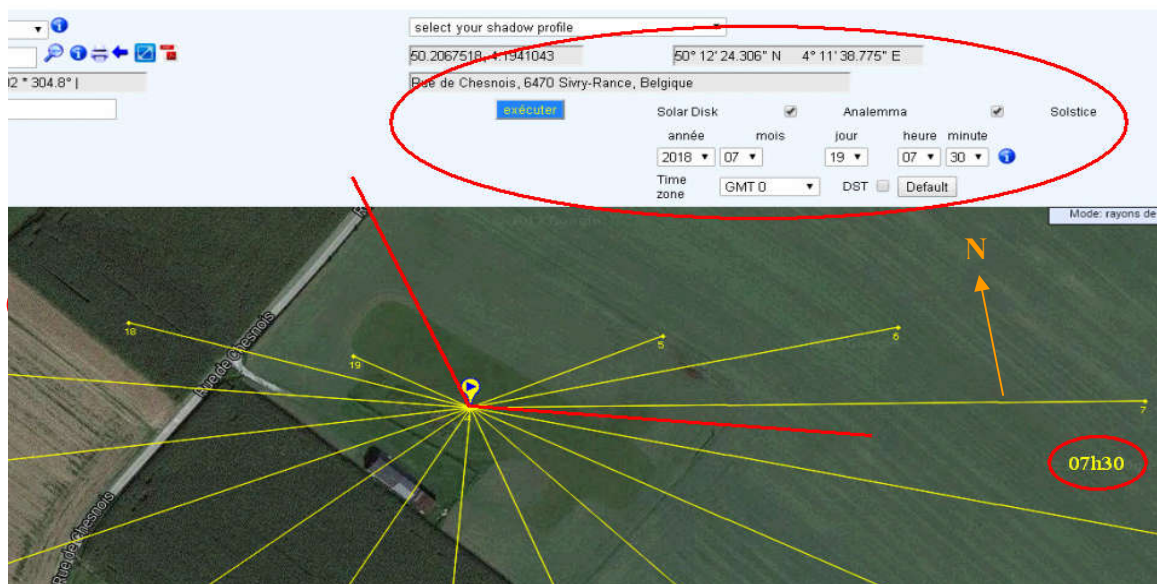 select your shadow profile
50.2067518, 4.1941043
50° 12' 24.306" N 4° 11' 38.775" E
02 * 304.8° |
Rue de Chesnois, 6470 Sivry-Rance, Belgique
exécuter
Solar Disk
Analemma
Solstice
année mois jour heure minute
2018 07 19 07 30
Time zone GMT 0 DST Default
Mode: rayons de
N
18
Rue de Chesnois
19
5
6
7
07h30
Rue de Chesnois